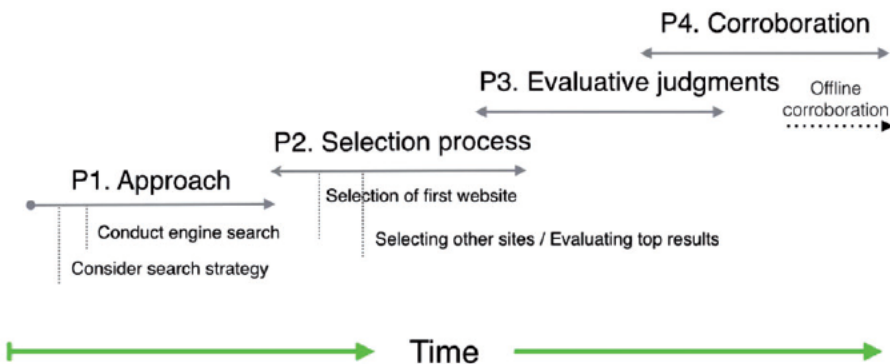 P4. Corroboration
P3. Evaluative judgments
Offline
corroboration
P2. Selection process
P1. Approach
Selection of first website
Conduct engine search
Selecting other sites / Evaluating top results
Consider search strategy
Time